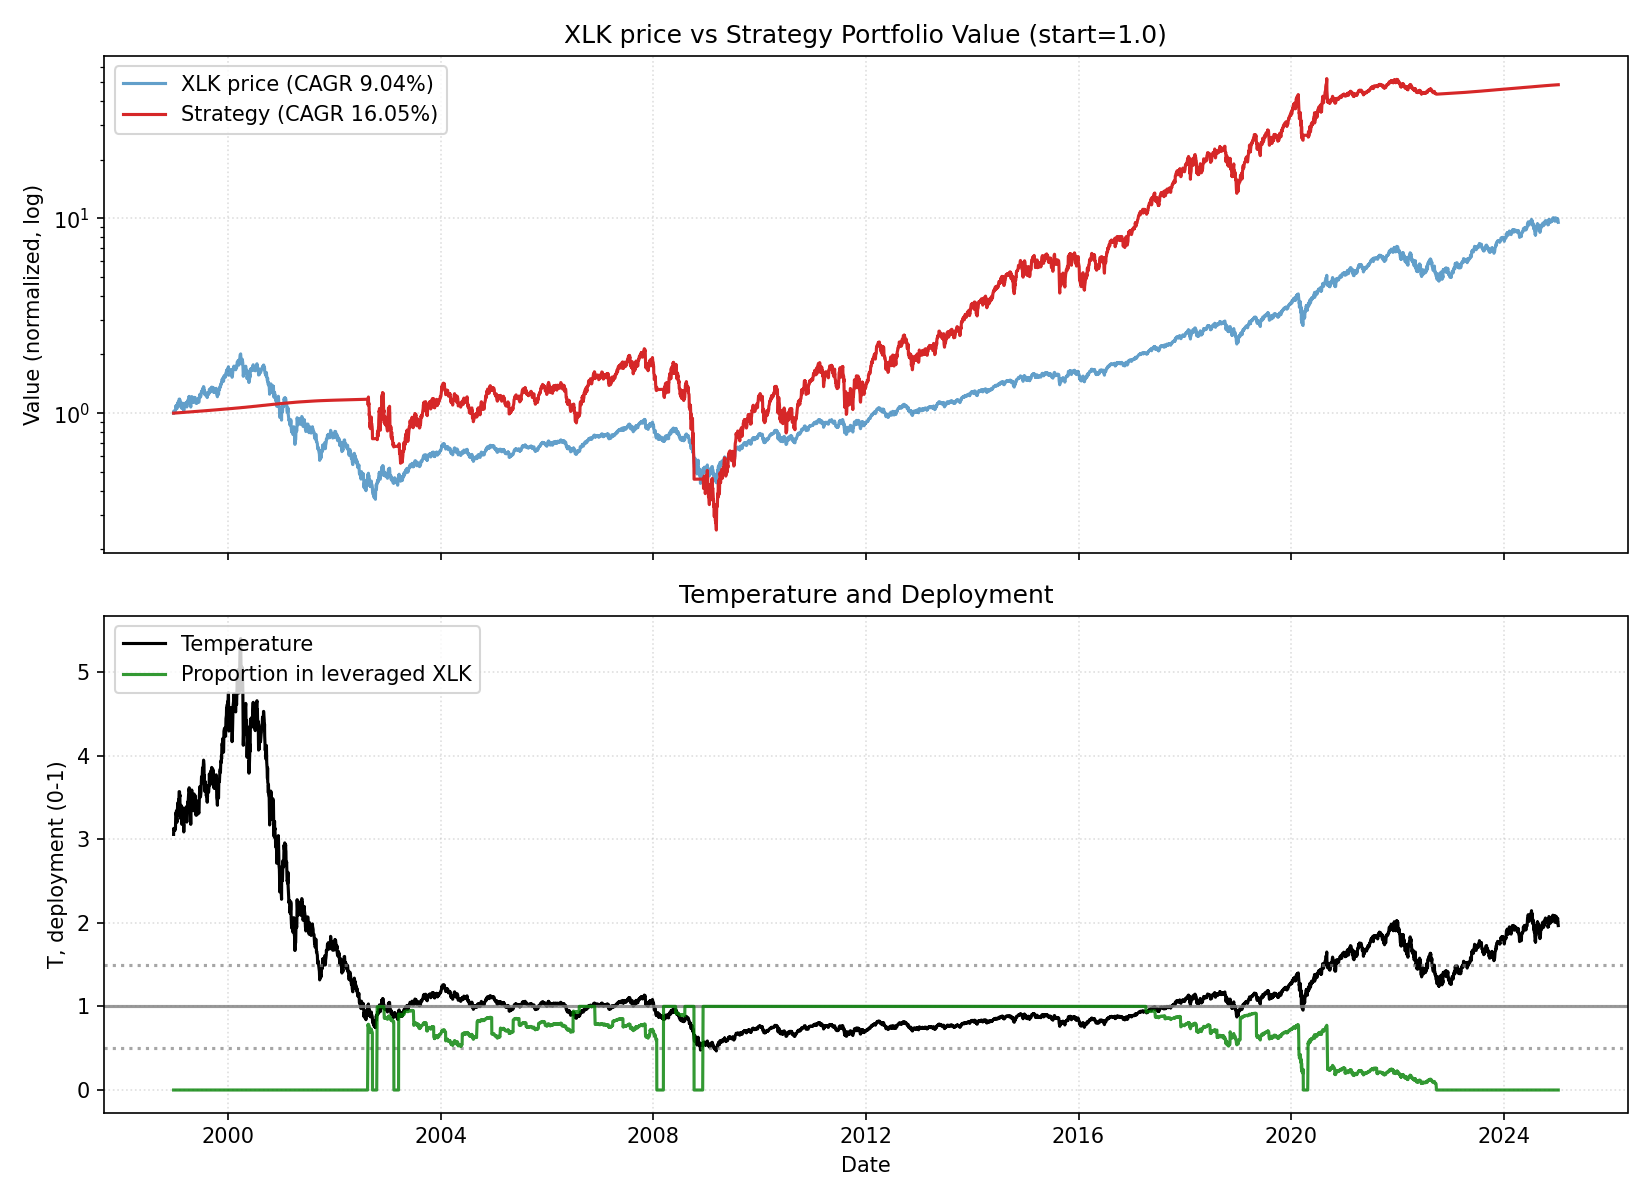 XLK price vs Strategy Portfolio Value (start=1.0)
XLK price (CAGR 9.04%)
Strategy (CAGR 16.05%)
Value (normalized, log)
10¹
10⁰
Temperature and Deployment
Temperature
Proportion in leveraged XLK
T, deployment (0-1)
5
4
3
2
1
0
2000 2004 2008 2012 2016 2020 2024
Date